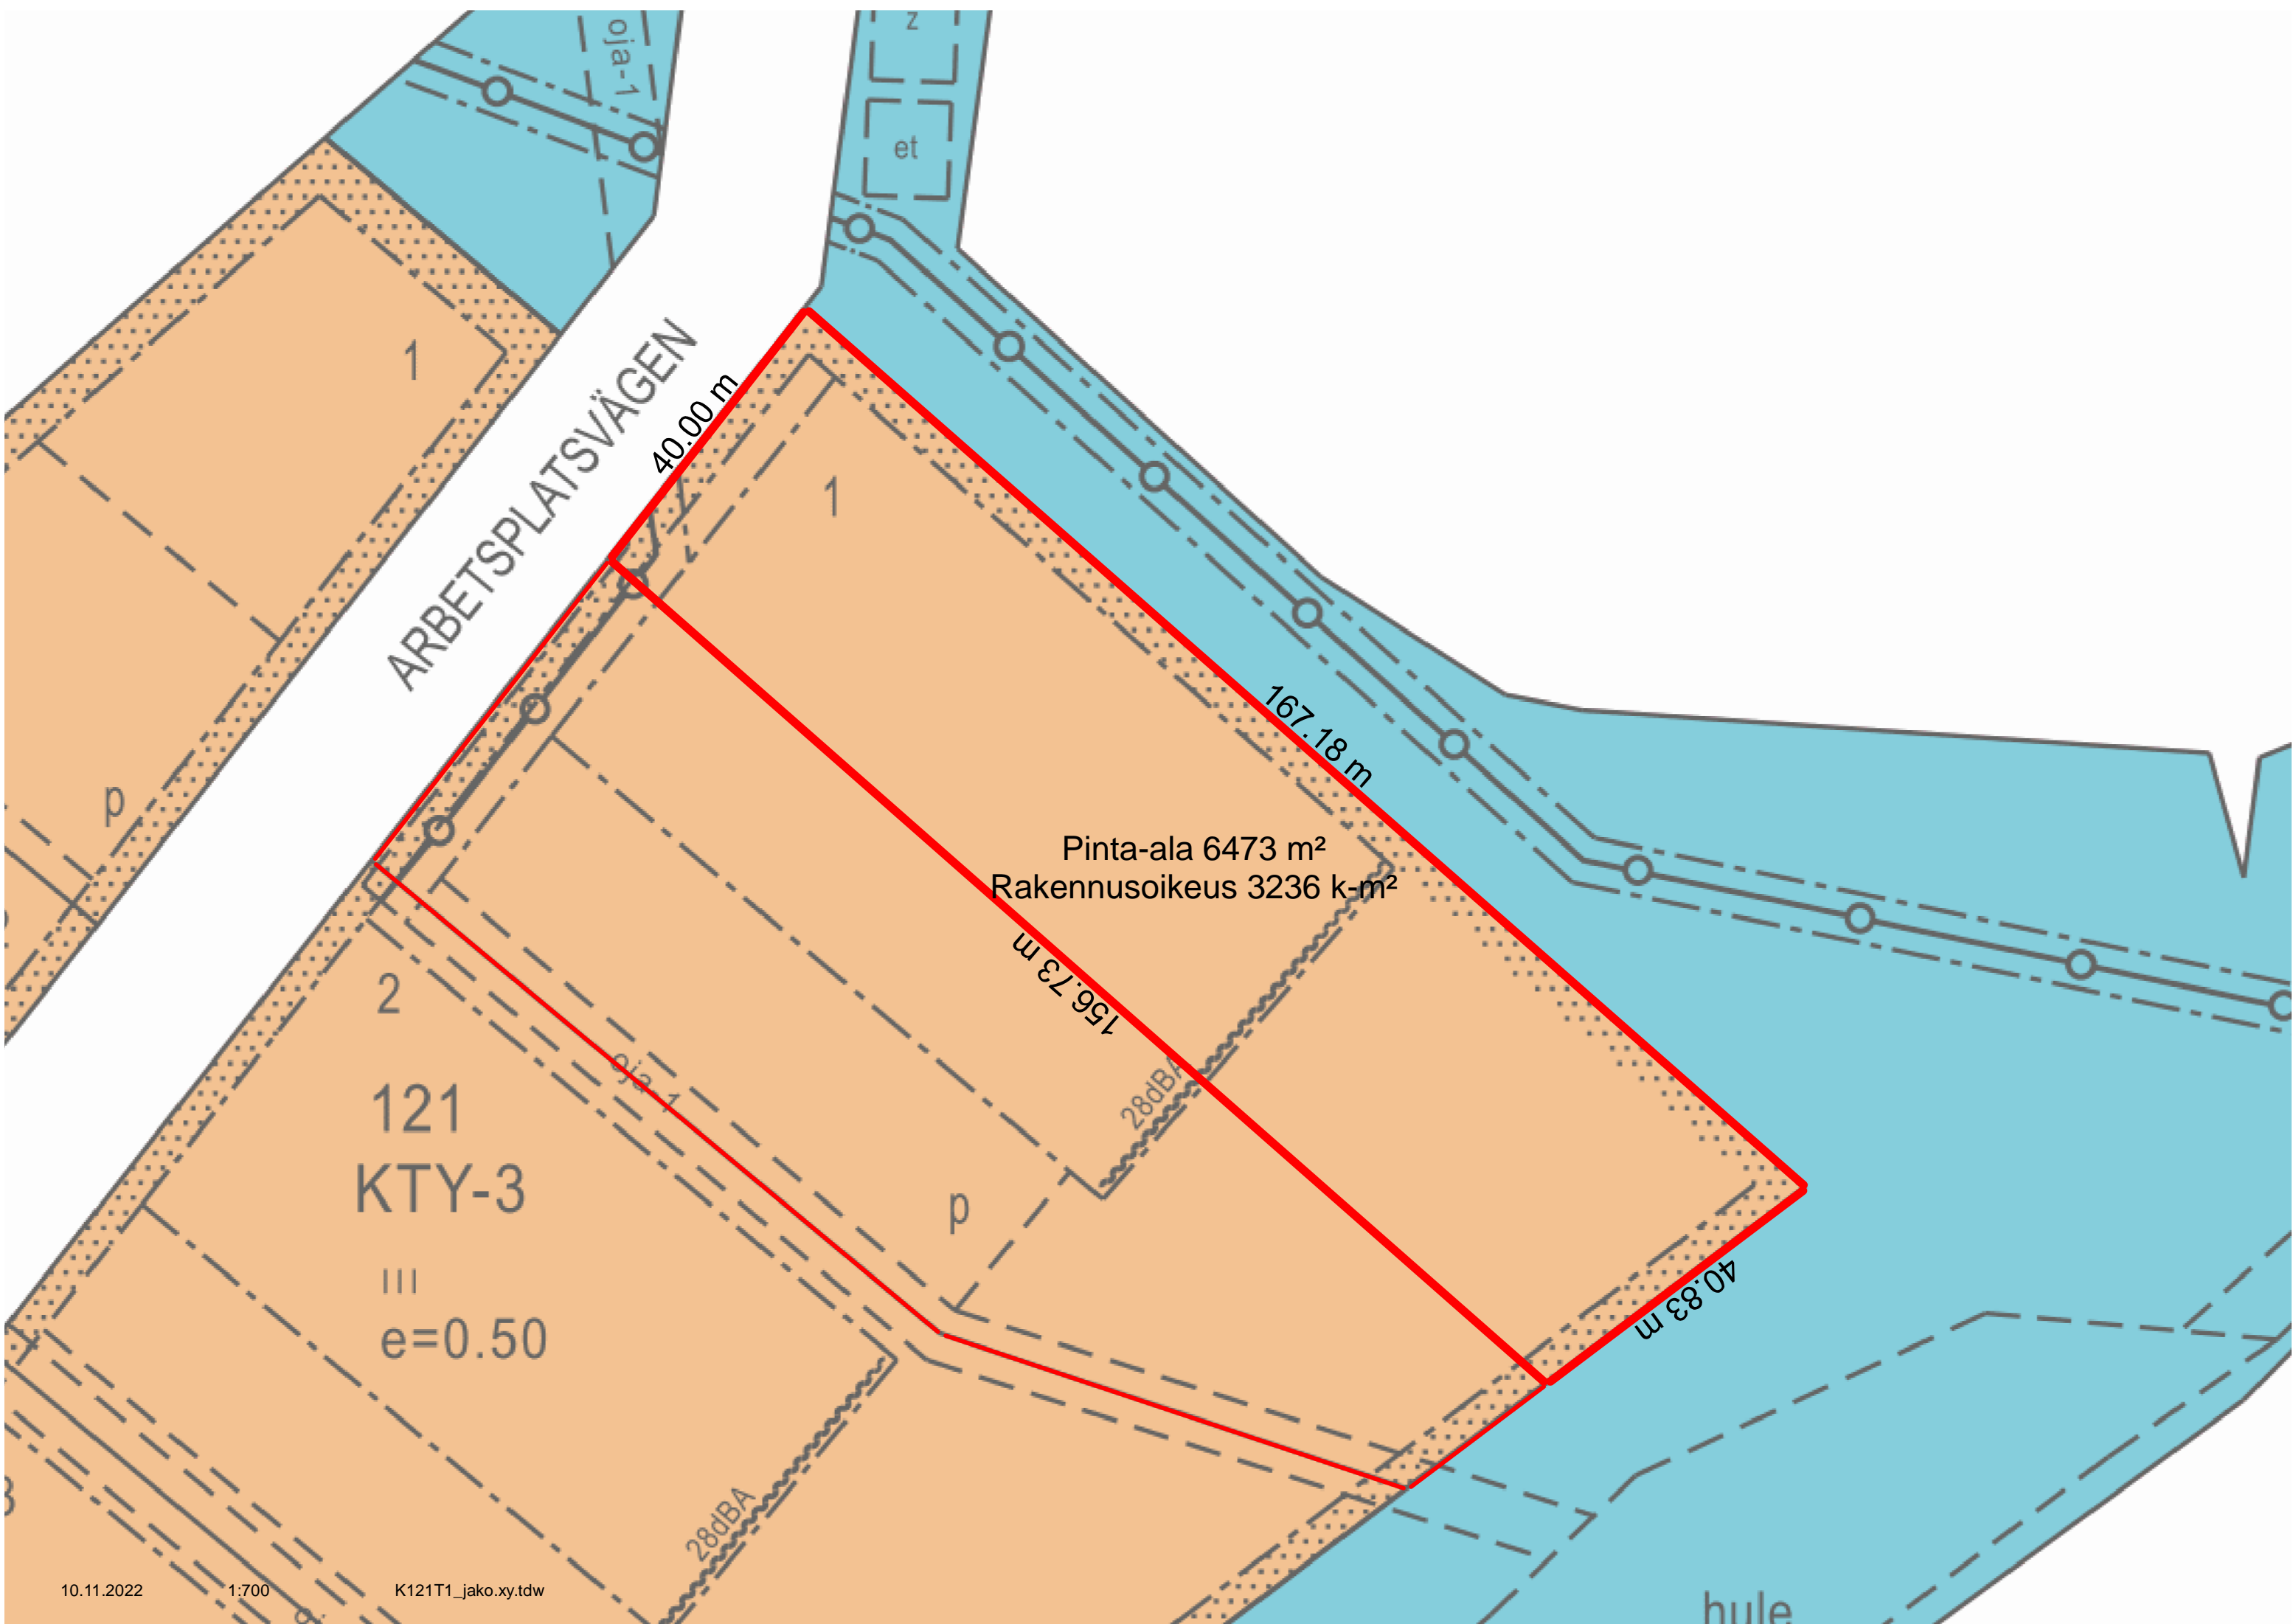 z
oja-1
et
1
ARBETSPLATSVÄGEN
40.00 m
1
167.18 m
p
Pinta-ala 6473 m²
Rakennusoikeus 3236 k-m²
156.73 m
2
oja-1
28dBA
121
KTY-3
p
III
e=0.50
40.83 m
3
28dBA
10.11.2022 1:700 K121T1_jako.xy.tdw
hule